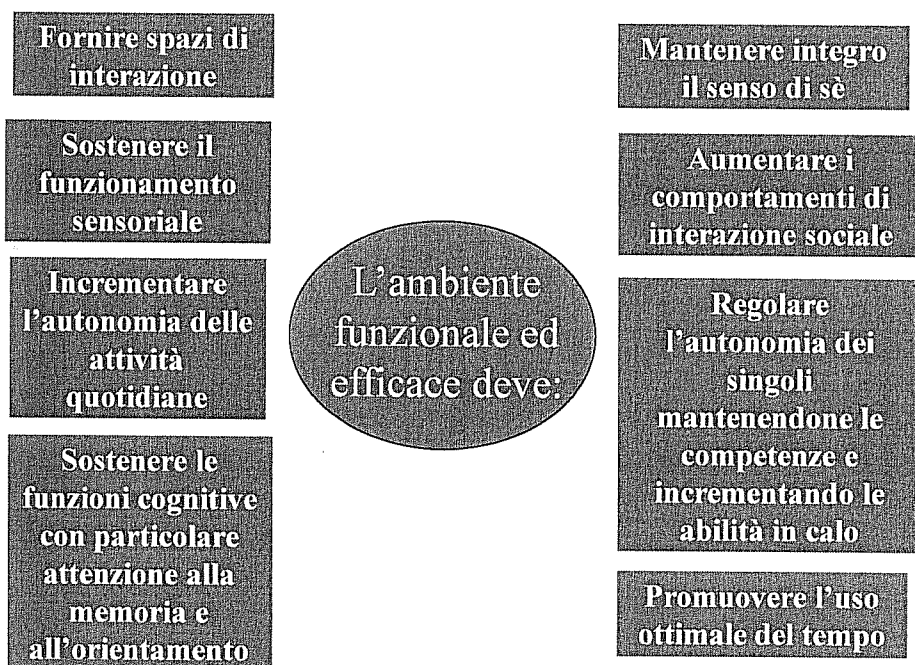 Fornire spazi di
interazione
Sostenere il
funzionamento
sensoriale
Incrementare
l'autonomia delle
attività
quotidiane
Sostenere le
funzioni cognitive
con particolare
attenzione alla
memoria e
all'orientamento
L'ambiente
funzionale ed
efficace deve:
Mantenere integro
il senso di sè
Aumentare i
comportamenti di
interazione sociale
Regolare
l'autonomia dei
singoli
mantenendone le
competenze e
incrementando le
abilità in calo
Promuovere l'uso
ottimale del tempo